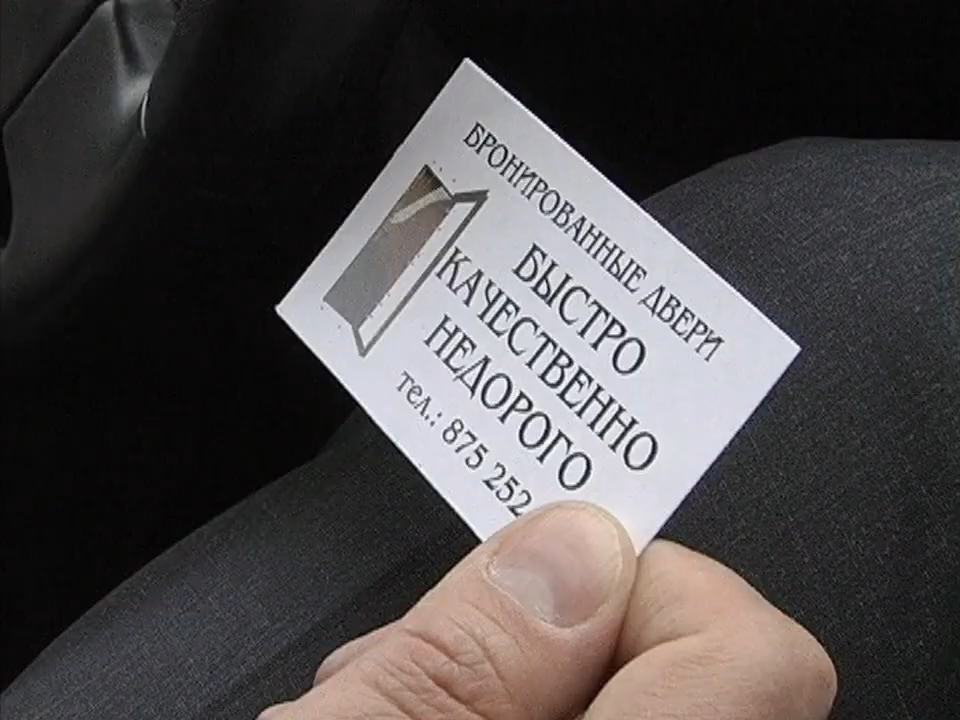 БРОНИРОВАННЫЕ ДВЕРИ
БЫСТРО
КАЧЕСТВЕННО
НЕДОРОГО
тел.: 875 252